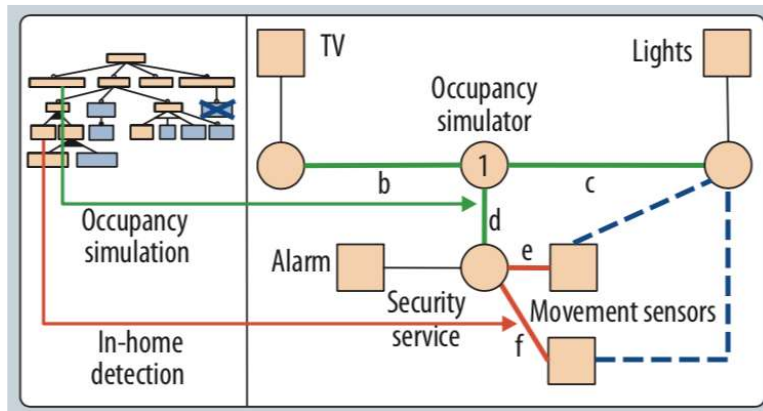 TV
Lights
Occupancy
simulator
1
b
c
Occupancy
simulation
d
Alarm
e
Security
service
Movement sensors
f
In-home
detection